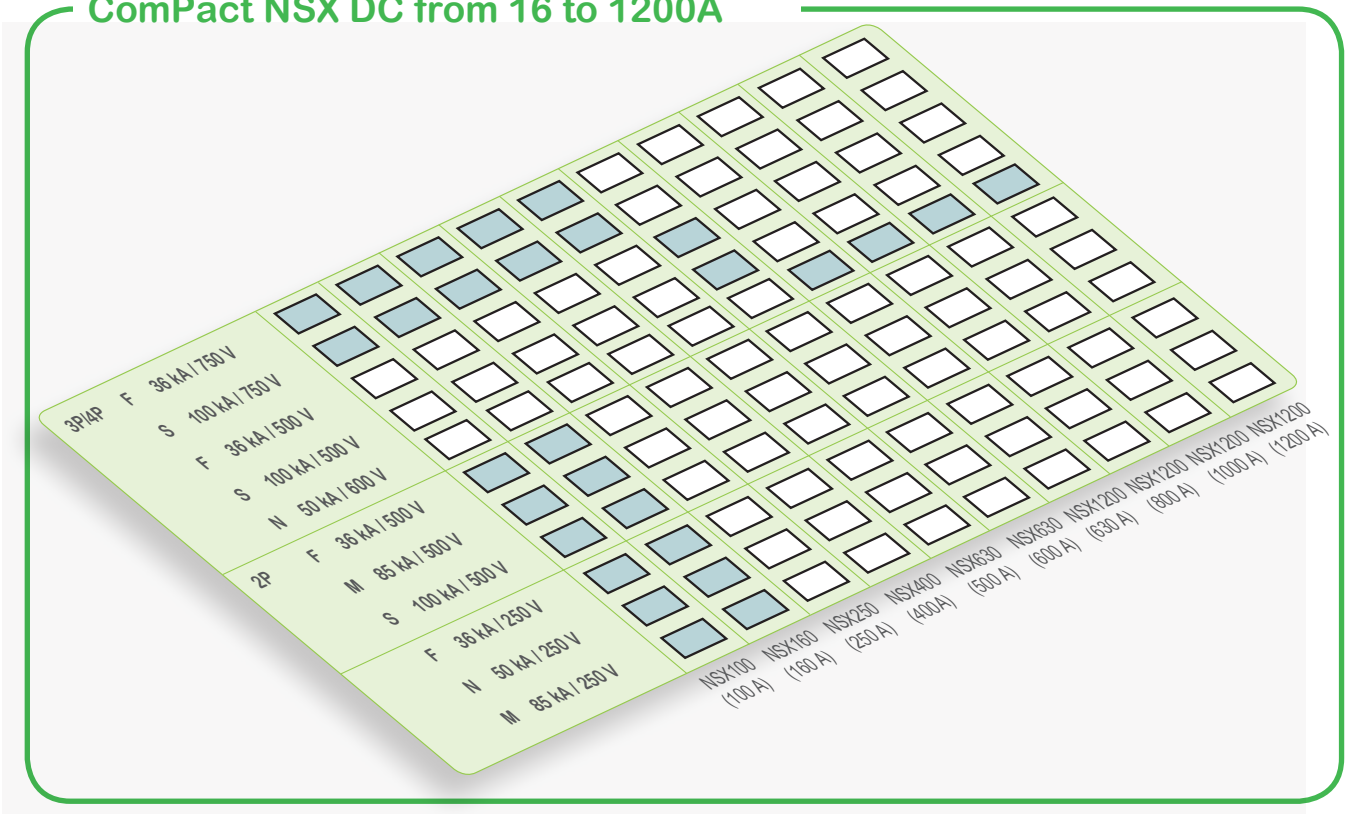 ComPact NSX DC from 16 to 1200A
3P/4P F 36 kA / 750 V
S 100 kA / 750 V
F 36 kA / 500 V
S 100 kA / 500 V
N 50 kA / 600 V
2P F 36 kA / 500 V
M 85 kA / 500 V
S 100 kA / 500 V
F 36 kA / 250 V
N 50 kA / 250 V
M 85 kA / 250 V
NSX100
(100 A)
NSX160
(160 A)
NSX250
(250 A)
NSX400
(400A)
NSX630
(500 A)
NSX630
(600 A)
NSX1200
(630 A)
NSX1200
(800 A)
NSX1200
(1000 A)
NSX1200
(1200 A)